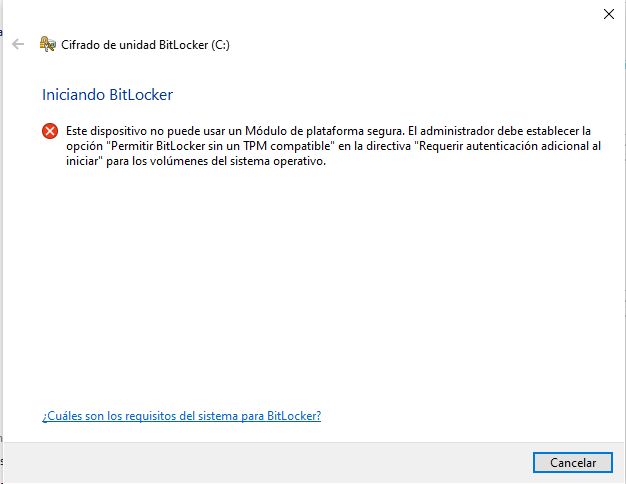 Cifrado de unidad BitLocker (C:)
Iniciando BitLocker
Este dispositivo no puede usar un Módulo de plataforma segura. El administrador debe establecer la
opción "Permitir BitLocker sin un TPM compatible" en la directiva "Requerir autenticación adicional al
iniciar" para los volúmenes del sistema operativo.
¿Cuáles son los requisitos del sistema para BitLocker?
Cancelar